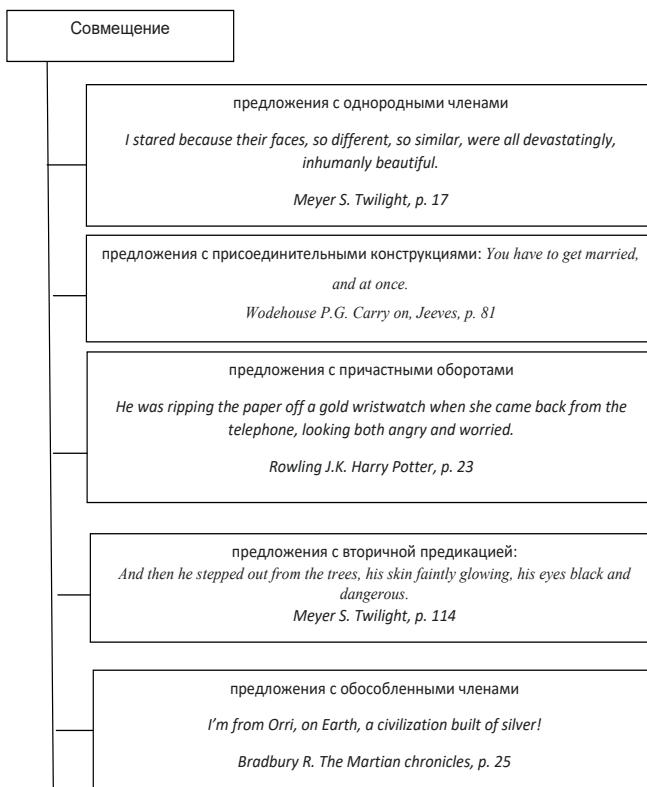 Совмещение
предложения с однородными членами
I stared because their faces, so different, so similar, were all devastatingly,
inhumanly beautiful.
Meyer S. Twilight, p. 17
предложения с присоединительными конструкциями: You have to get married,
and at once.
Wodehouse P.G. Carry on, Jeeves, p. 81
предложения с причастными оборотами
He was ripping the paper off a gold wristwatch when she came back from the
telephone, looking both angry and worried.
Rowling J.K. Harry Potter, p. 23
предложения с вторичной предикацией:
And then he stepped out from the trees, his skin faintly glowing, his eyes black and
dangerous.
Meyer S. Twilight, p. 114
предложения с обособленными членами
I’m from Orri, on Earth, a civilization built of silver!
Bradbury R. The Martian chronicles, p. 25